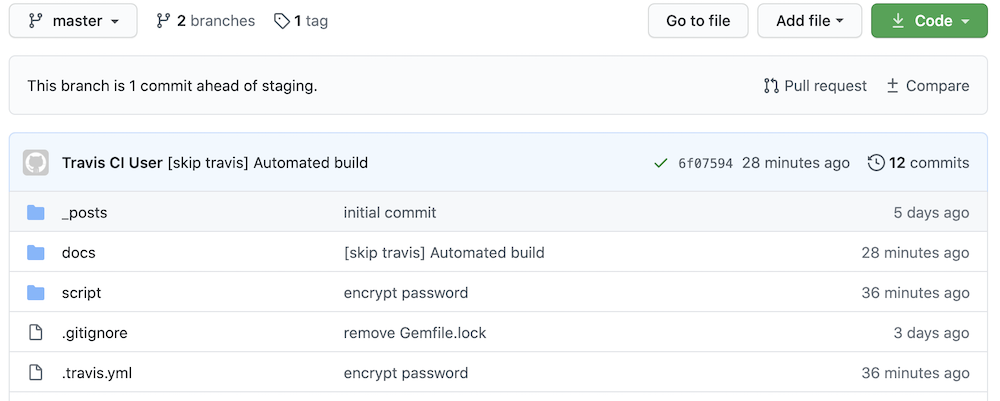 master 2 branches 1 tag Go to file Add file Code
This branch is 1 commit ahead of staging. Pull request Compare
Travis CI User [skip travis] Automated build 6f07594 28 minutes ago 12 commits
_posts initial commit 5 days ago
docs [skip travis] Automated build 28 minutes ago
script encrypt password 36 minutes ago
.gitignore remove Gemfile.lock 3 days ago
.travis.yml encrypt password 36 minutes ago